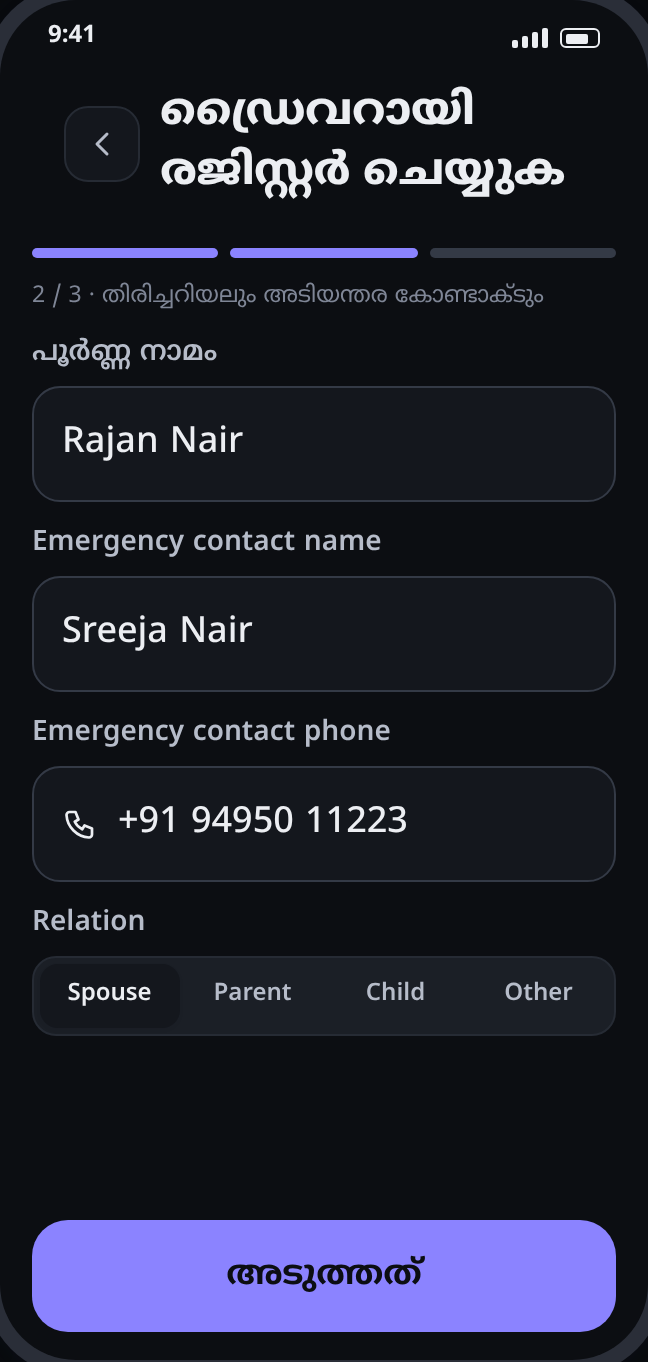 9:41
ഡ്രൈവറായി
രജിസ്റ്റർ ചെയ്യുക
2 / 3 · തിരിച്ചറിയലും അടിയന്തര കോണ്ടാക്ടും
പൂർണ്ണ നാമം
Rajan Nair
Emergency contact name
Sreeja Nair
Emergency contact phone
+91 94950 11223
Relation
Spouse Parent Child Other
അടുത്തത്